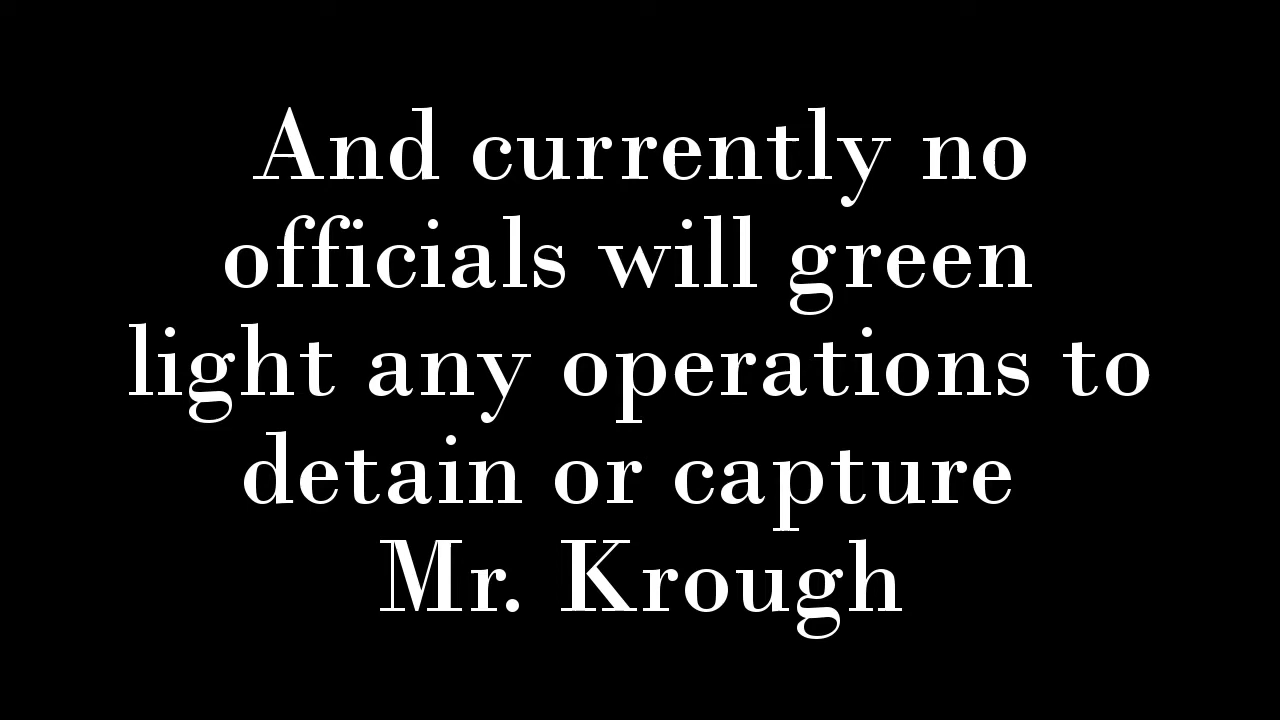 And currently no
officials will green
light any operations to
detain or capture
Mr. Krough